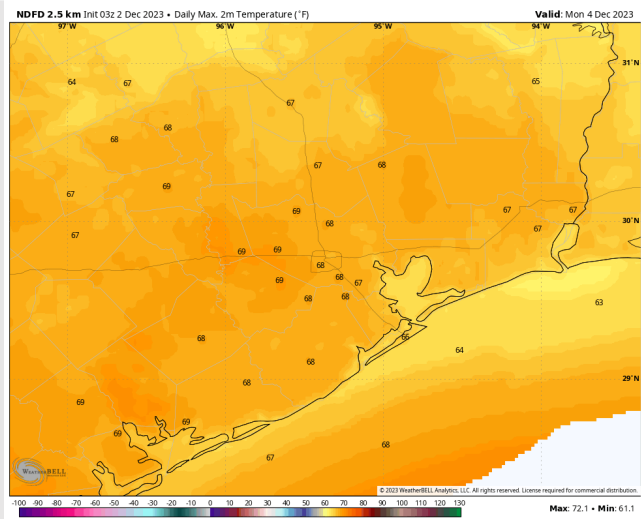 NDFD 2.5 km Init 03z 2 Dec 2023 • Daily Max. 2m Temperature (°F)
Valid: Mon 4 Dec 2023
97°W 96°W 95°W 94°W
31°N
64 67 65
67
68
68
67 68
69
67
69 67 67
68 67
30°N
67
69 69
68
68
69 67
68 68
63
68 66
64
68
29°N
68
69
69
69
68
67
WEATHERBELL
© 2023 WeatherBELL Analytics, LLC. All rights reserved. License required for commercial distribution.
-100 -90 -80 -70 -60 -50 -40 -30 -20 -10 0 10 20 30 40 50 60 70 80 90 100 110 120 130
Max: 72.1 • Min: 61.1